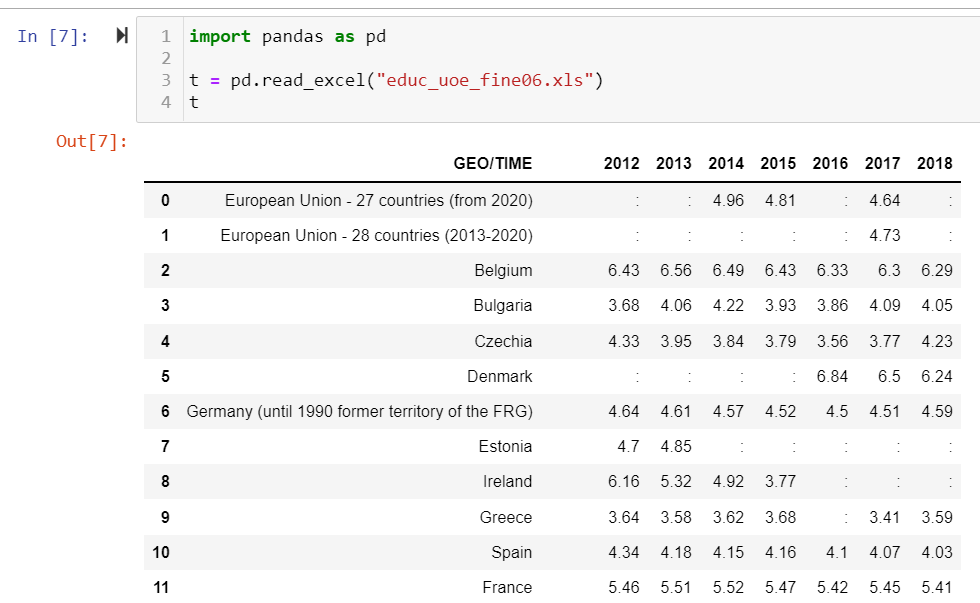 In [7]:
1 import pandas as pd
2
3 t = pd.read_excel("educ_uoe_fine06.xls")
4 t
Out[7]:
GEO/TIME 2012 2013 2014 2015 2016 2017 2018
0 European Union - 27 countries (from 2020) : : 4.96 4.81 : 4.64 :
1 European Union - 28 countries (2013-2020) : : : : : 4.73 :
2 Belgium 6.43 6.56 6.49 6.43 6.33 6.3 6.29
3 Bulgaria 3.68 4.06 4.22 3.93 3.86 4.09 4.05
4 Czechia 4.33 3.95 3.84 3.79 3.56 3.77 4.23
5 Denmark : : : : 6.84 6.5 6.24
6 Germany (until 1990 former territory of the FRG) 4.64 4.61 4.57 4.52 4.5 4.51 4.59
7 Estonia 4.7 4.85 : : : : :
8 Ireland 6.16 5.32 4.92 3.77 : : :
9 Greece 3.64 3.58 3.62 3.68 : 3.41 3.59
10 Spain 4.34 4.18 4.15 4.16 4.1 4.07 4.03
11 France 5.46 5.51 5.52 5.47 5.42 5.45 5.41